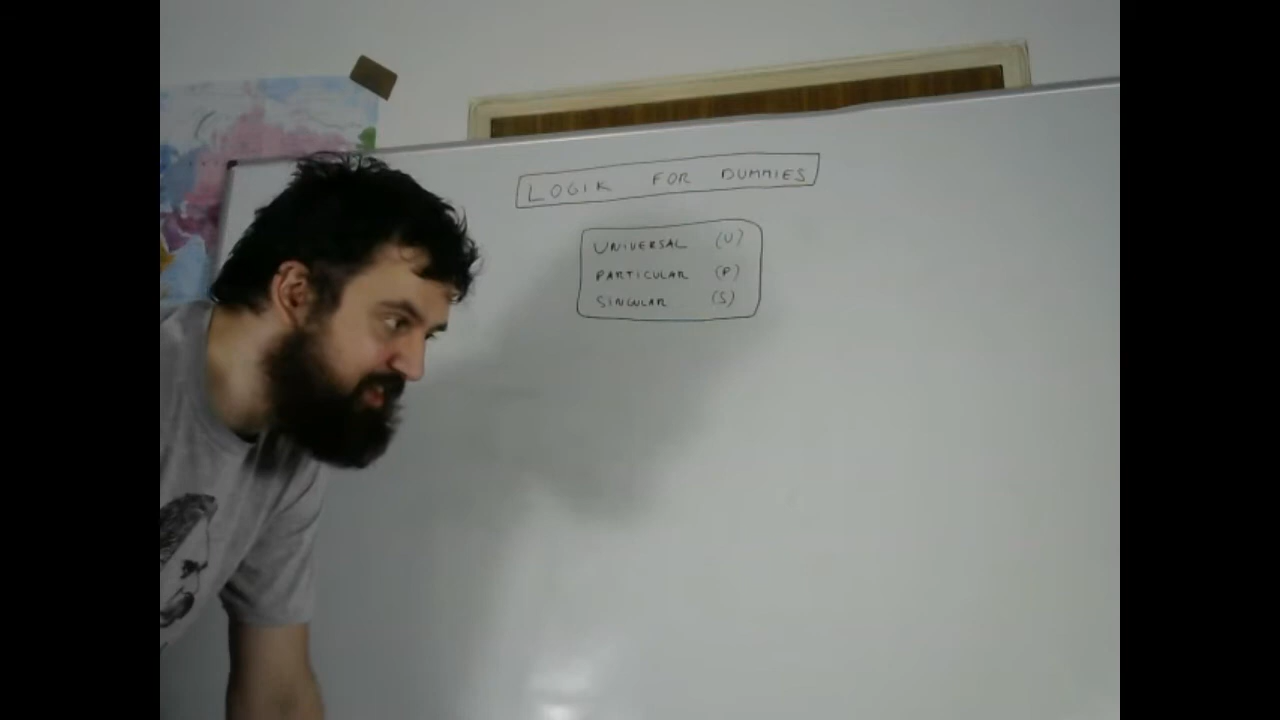 LOGIK FOR DUMMIES
UNIVERSAL (U)
PARTICULAR (P)
SINGULAR (S)